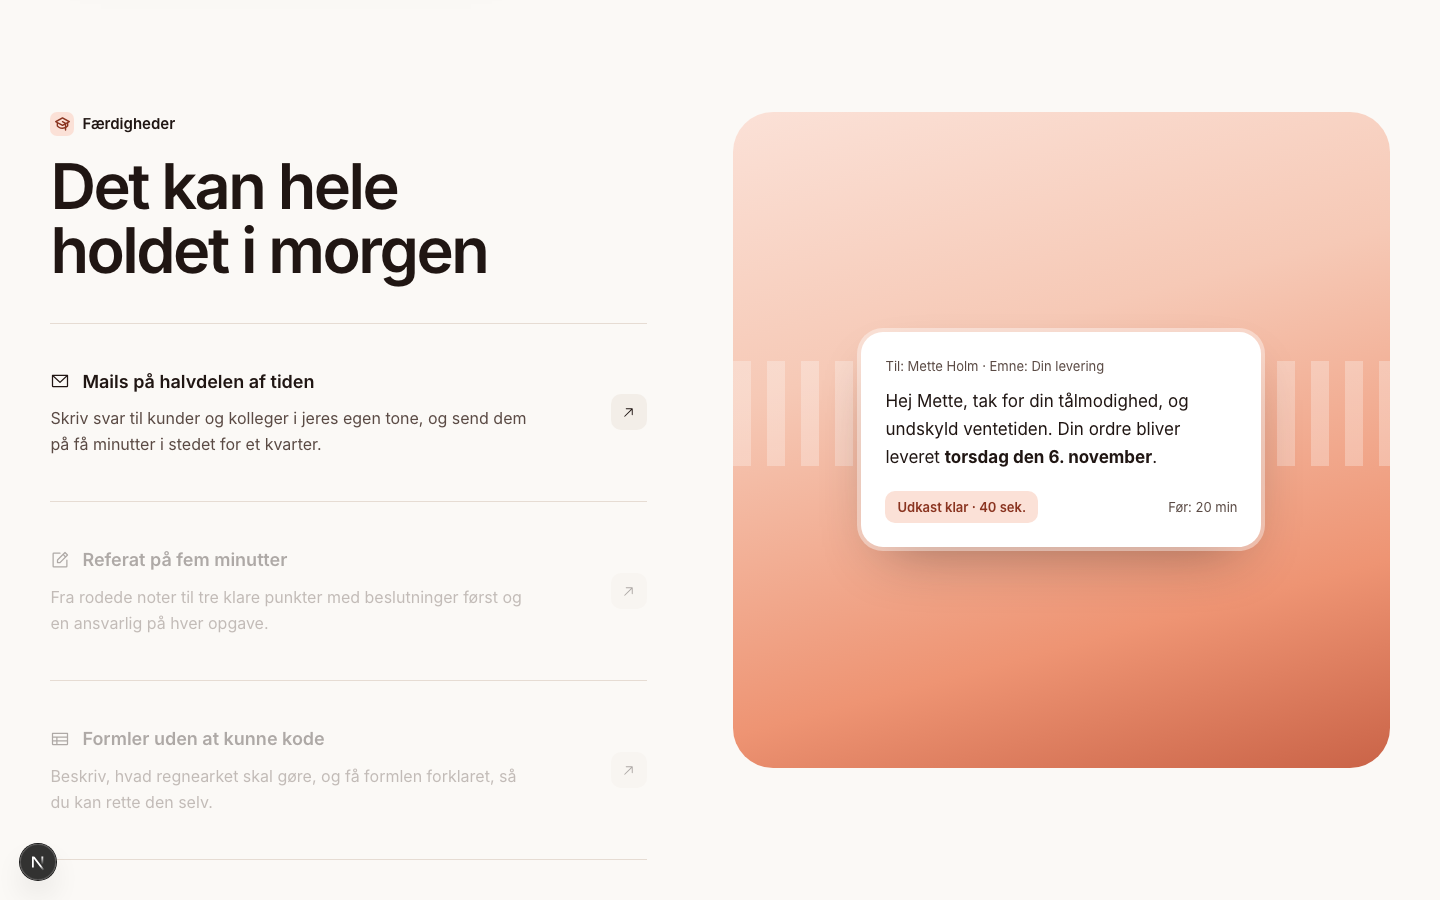 Færdigheder
Det kan hele
holdet i morgen
Mails på halvdelen af tiden
Skriv svar til kunder og kolleger i jeres egen tone, og send dem
på få minutter i stedet for et kvarter.
Referat på fem minutter
Fra rodede noter til tre klare punkter med beslutninger først og
en ansvarlig på hver opgave.
Formler uden at kunne kode
Beskriv, hvad regnearket skal gøre, og få formlen forklaret, så
du kan rette den selv.
N
Til: Mette Holm · Emne: Din levering
Hej Mette, tak for din tålmodighed, og
undskyld ventetiden. Din ordre bliver
leveret torsdag den 6. november.
Udkast klar · 40 sek.
Før: 20 min